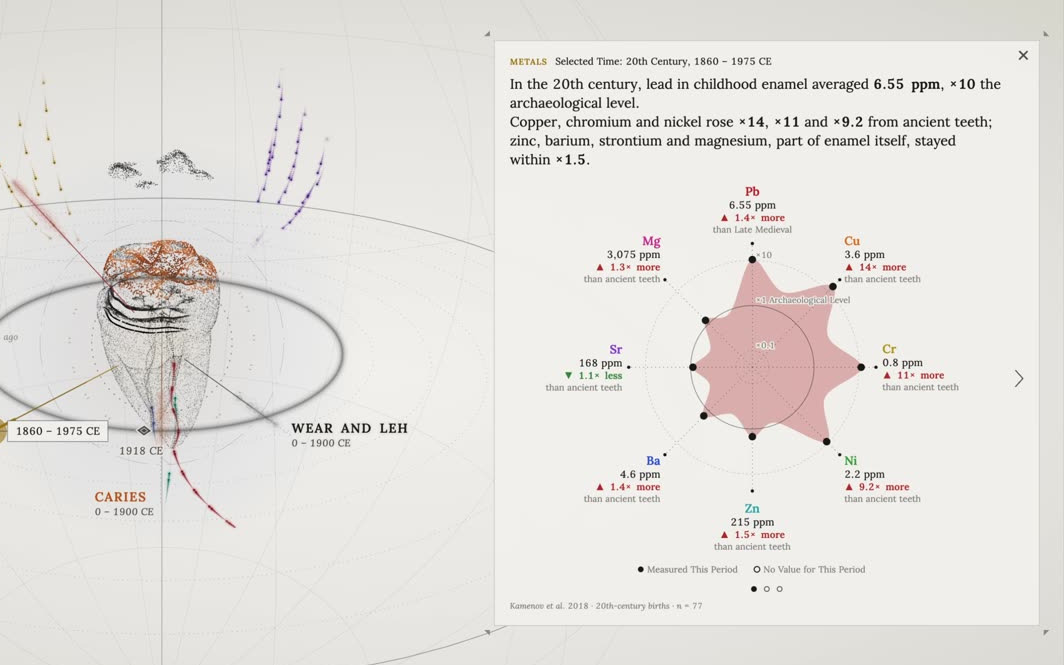 METALS Selected Time: 20th Century, 1860 – 1975 CE
In the 20th century, lead in childhood enamel averaged 6.55 ppm, ×10 the
archaeological level.
Copper, chromium and nickel rose ×14, ×11 and ×9.2 from ancient teeth;
zinc, barium, strontium and magnesium, part of enamel itself, stayed
within ×1.5.
Pb
6.55 ppm
▲ 1.4× more
than Late Medieval
Mg
3,075 ppm
▲ 1.3× more
than ancient teeth
Cu
3.6 ppm
▲ 14× more
than ancient teeth
×10
×1 Archaeological Level
×0.1
Sr
168 ppm
▼ 1.1× less
than ancient teeth
Cr
0.8 ppm
▲ 11× more
than ancient teeth
Ba
4.6 ppm
▲ 1.4× more
than ancient teeth
Ni
2.2 ppm
▲ 9.2× more
than ancient teeth
Zn
215 ppm
▲ 1.5× more
than ancient teeth
Measured This Period
No Value for This Period
Kamenov et al. 2018 · 20th-century births · n = 77
ago
1860 – 1975 CE
1918 CE
WEAR AND LEH
0 – 1900 CE
CARIES
0 – 1900 CE